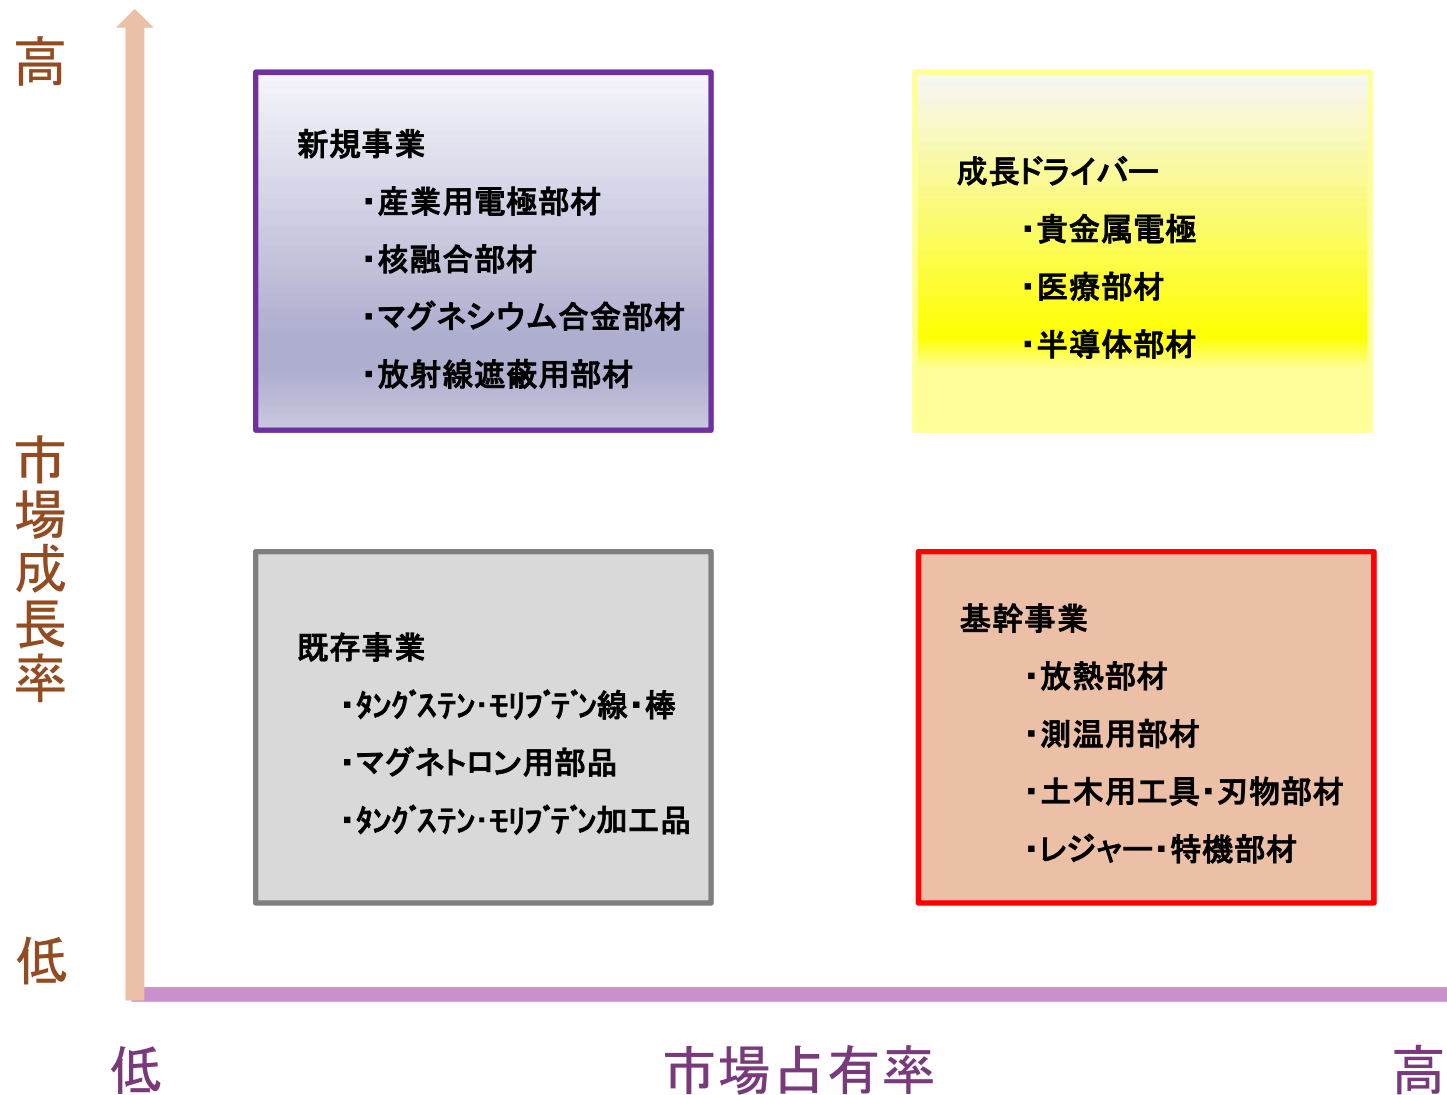 高
新規事業
・産業用電極部材
・核融合部材
・マグネシウム合金部材
・放射線遮蔽用部材
成長ドライバー
・貴金属電極
・医療部材
・半導体部材
市場成長率
既存事業
・ﾀﾝｸﾞｽﾃﾝ･ﾓﾘﾌﾞﾃﾞﾝ線・棒
・マグネトロン用部品
・ﾀﾝｸﾞｽﾃﾝ･ﾓﾘﾌﾞﾃﾞﾝ加工品
基幹事業
・放熱部材
・測温用部材
・土木用工具・刃物部材
・レジャー・特機部材
低
低
市場占有率
高